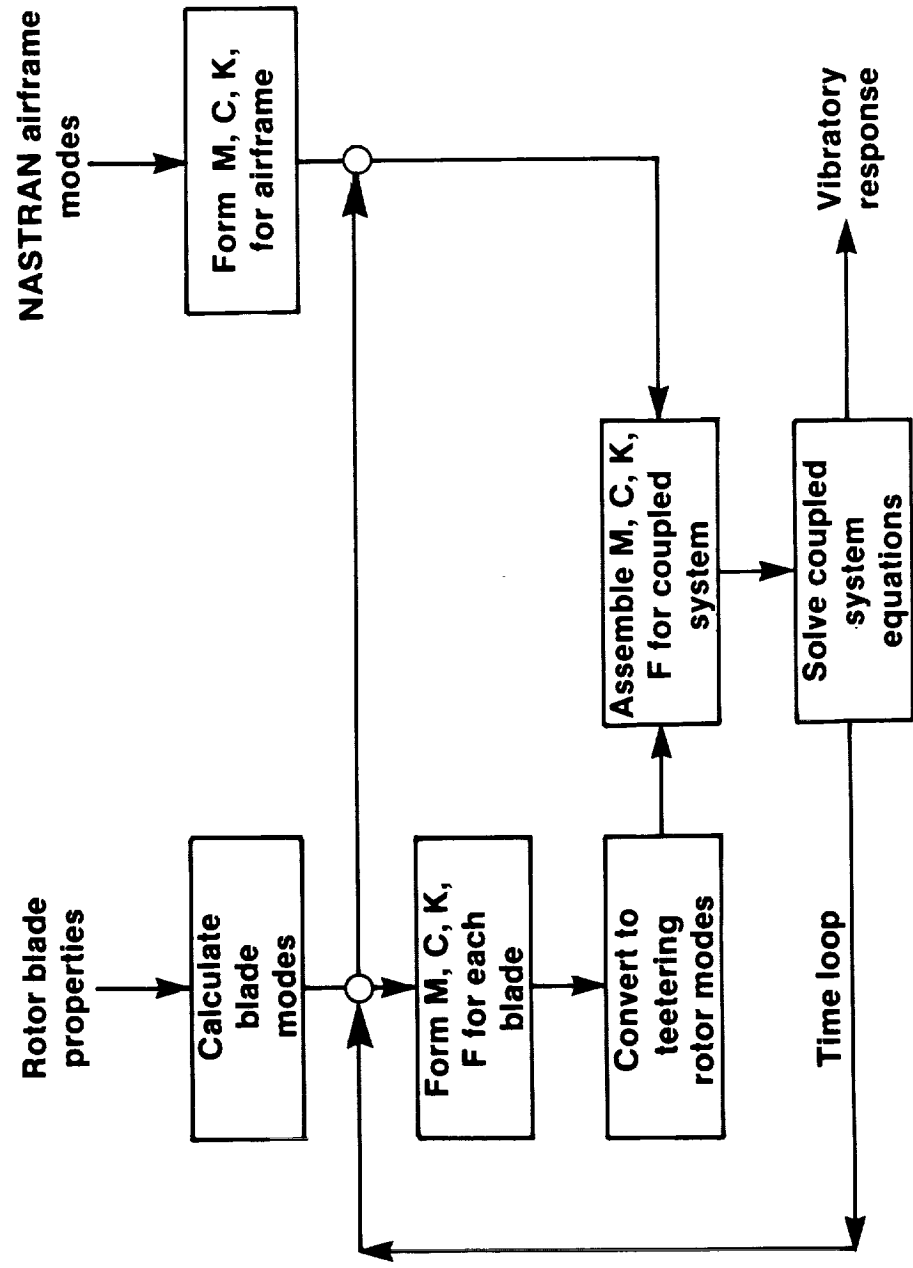 Rotor blade
properties
NASTRAN airframe
modes
Calculate
blade
modes
Form M, C, K,
for airframe
Form M, C, K,
F for each
blade
Convert to
teetering
rotor modes
Assemble M, C, K,
F for coupled
system
Time loop
Solve coupled
system
equations
Vibratory
response